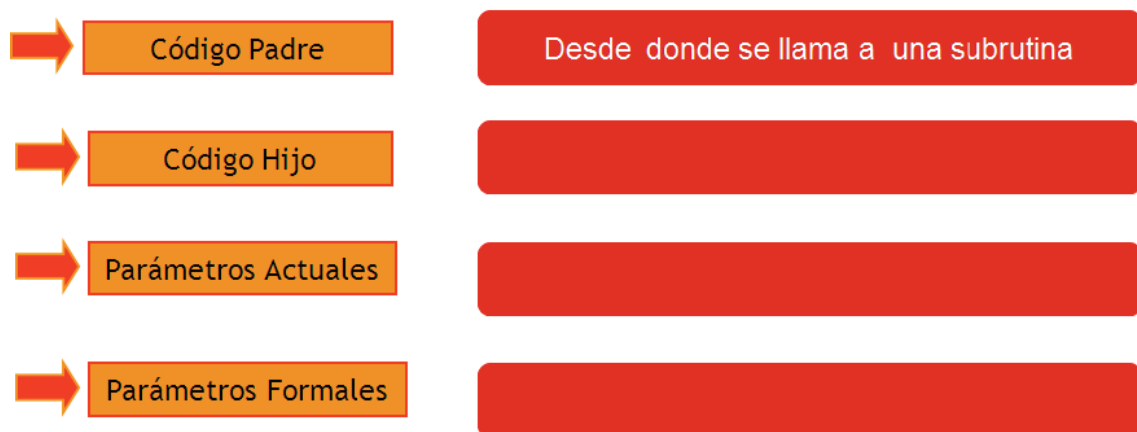 Código Padre
Desde donde se llama a una subrutina
Código Hijo
Parámetros Actuales
Parámetros Formales